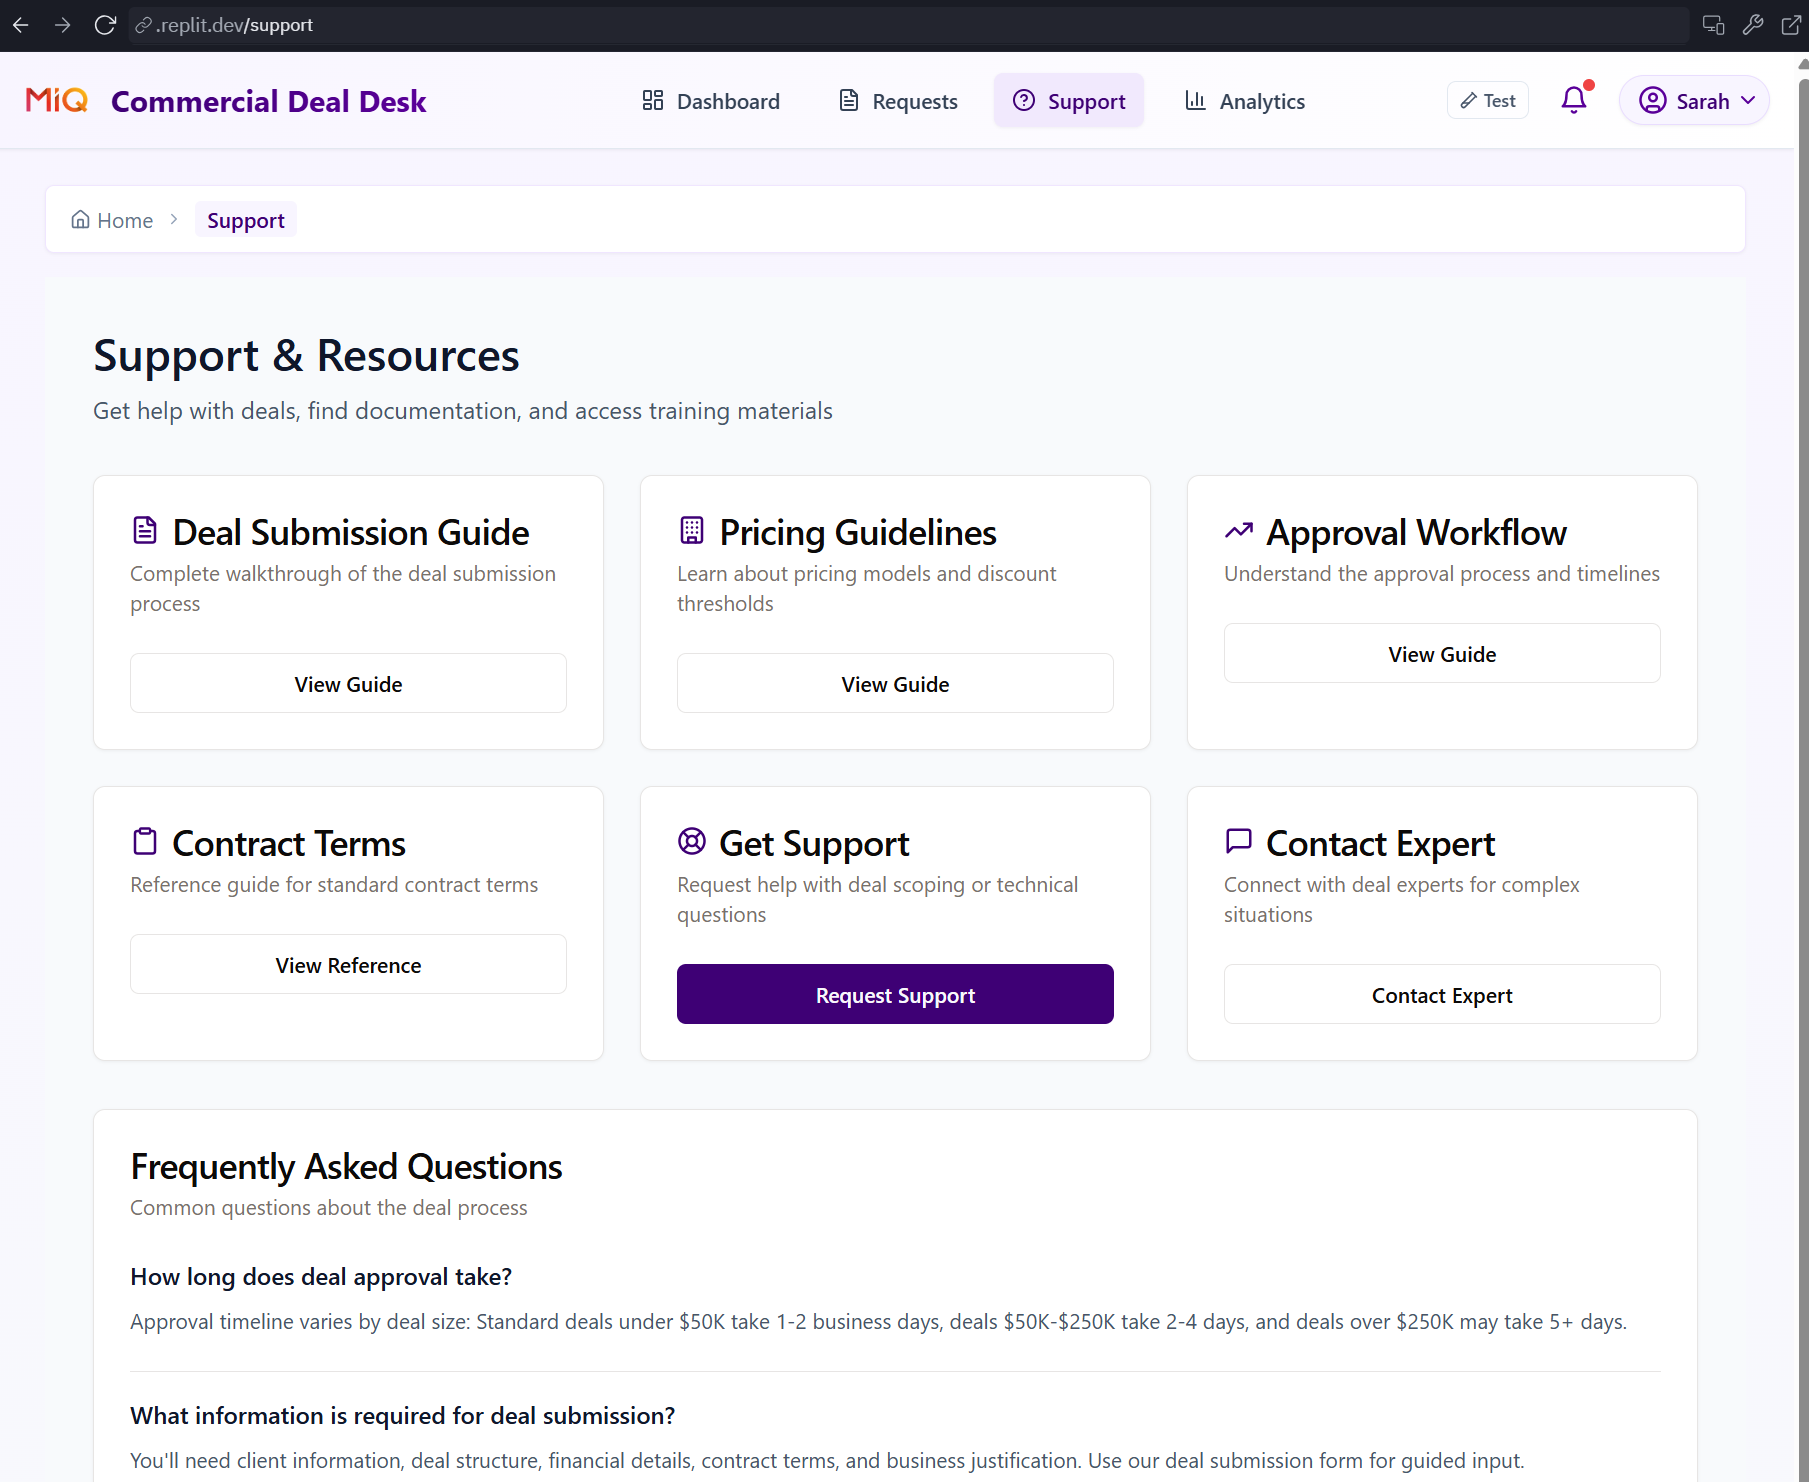 .replit.dev/support
MiQ Commercial Deal Desk Dashboard Requests Support Analytics Test Sarah
Home Support
Support & Resources
Get help with deals, find documentation, and access training materials
Deal Submission Guide
Complete walkthrough of the deal submission
process
View Guide
Pricing Guidelines
Learn about pricing models and discount
thresholds
View Guide
Approval Workflow
Understand the approval process and timelines
View Guide
Contract Terms
Reference guide for standard contract terms
View Reference
Get Support
Request help with deal scoping or technical
questions
Request Support
Contact Expert
Connect with deal experts for complex
situations
Contact Expert
Frequently Asked Questions
Common questions about the deal process
How long does deal approval take?
Approval timeline varies by deal size: Standard deals under $50K take 1-2 business days, deals $50K-$250K take 2-4 days, and deals over $250K may take 5+ days.
What information is required for deal submission?
You'll need client information, deal structure, financial details, contract terms, and business justification. Use our deal submission form for guided input.